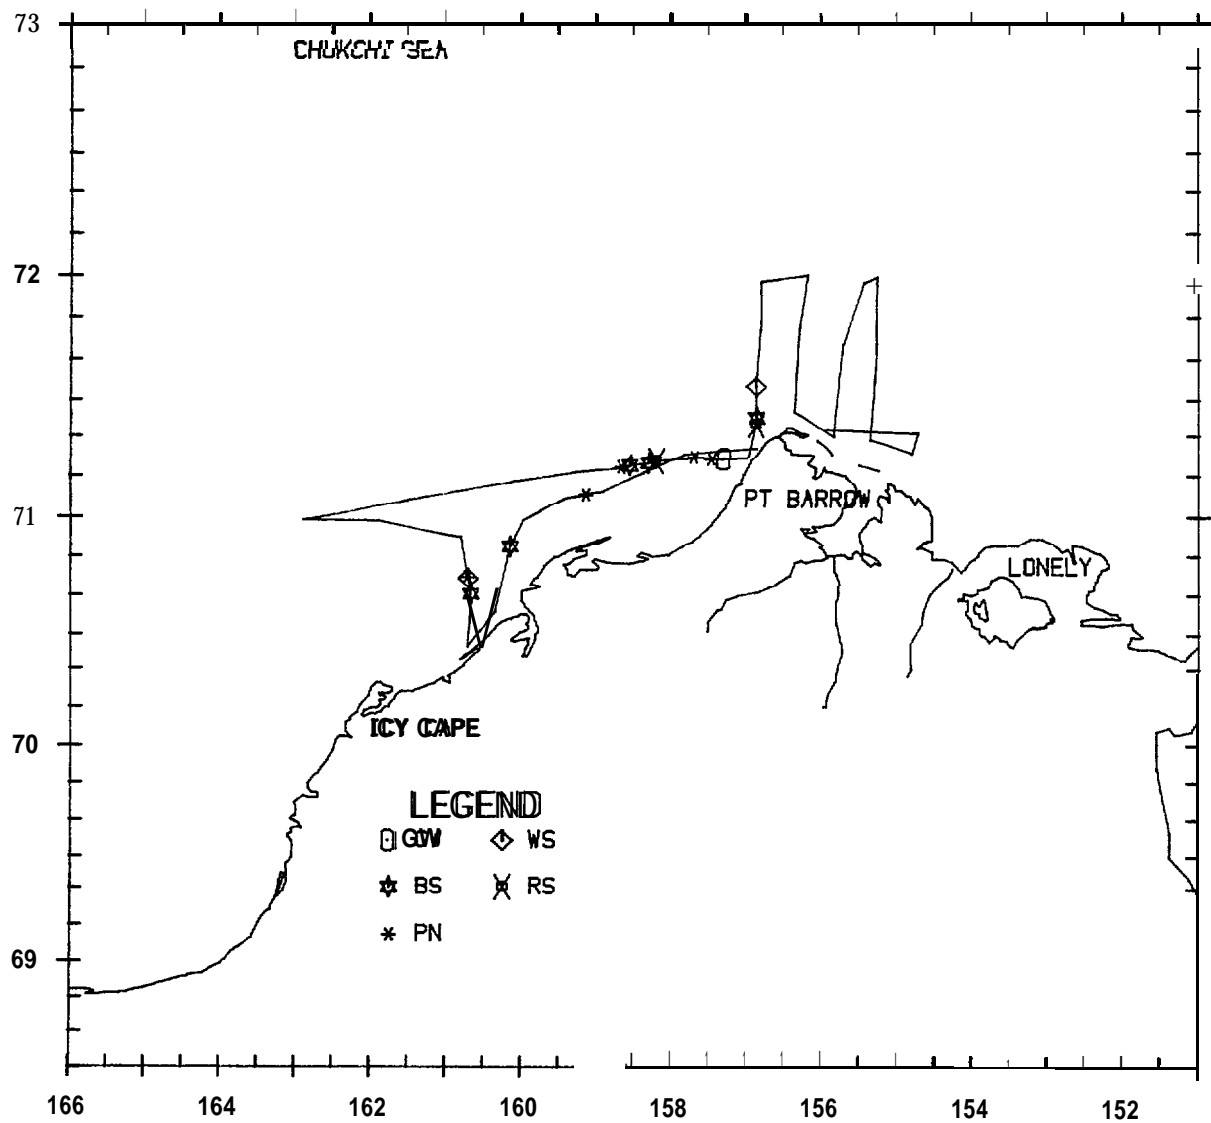 73
CHUKCHI SEA
72
71
PT BARROW
LONELY
70
ICY CAPE
LEGEND
GW WS
BS RS
PN
69
166 164 162 160 158 156 154 152